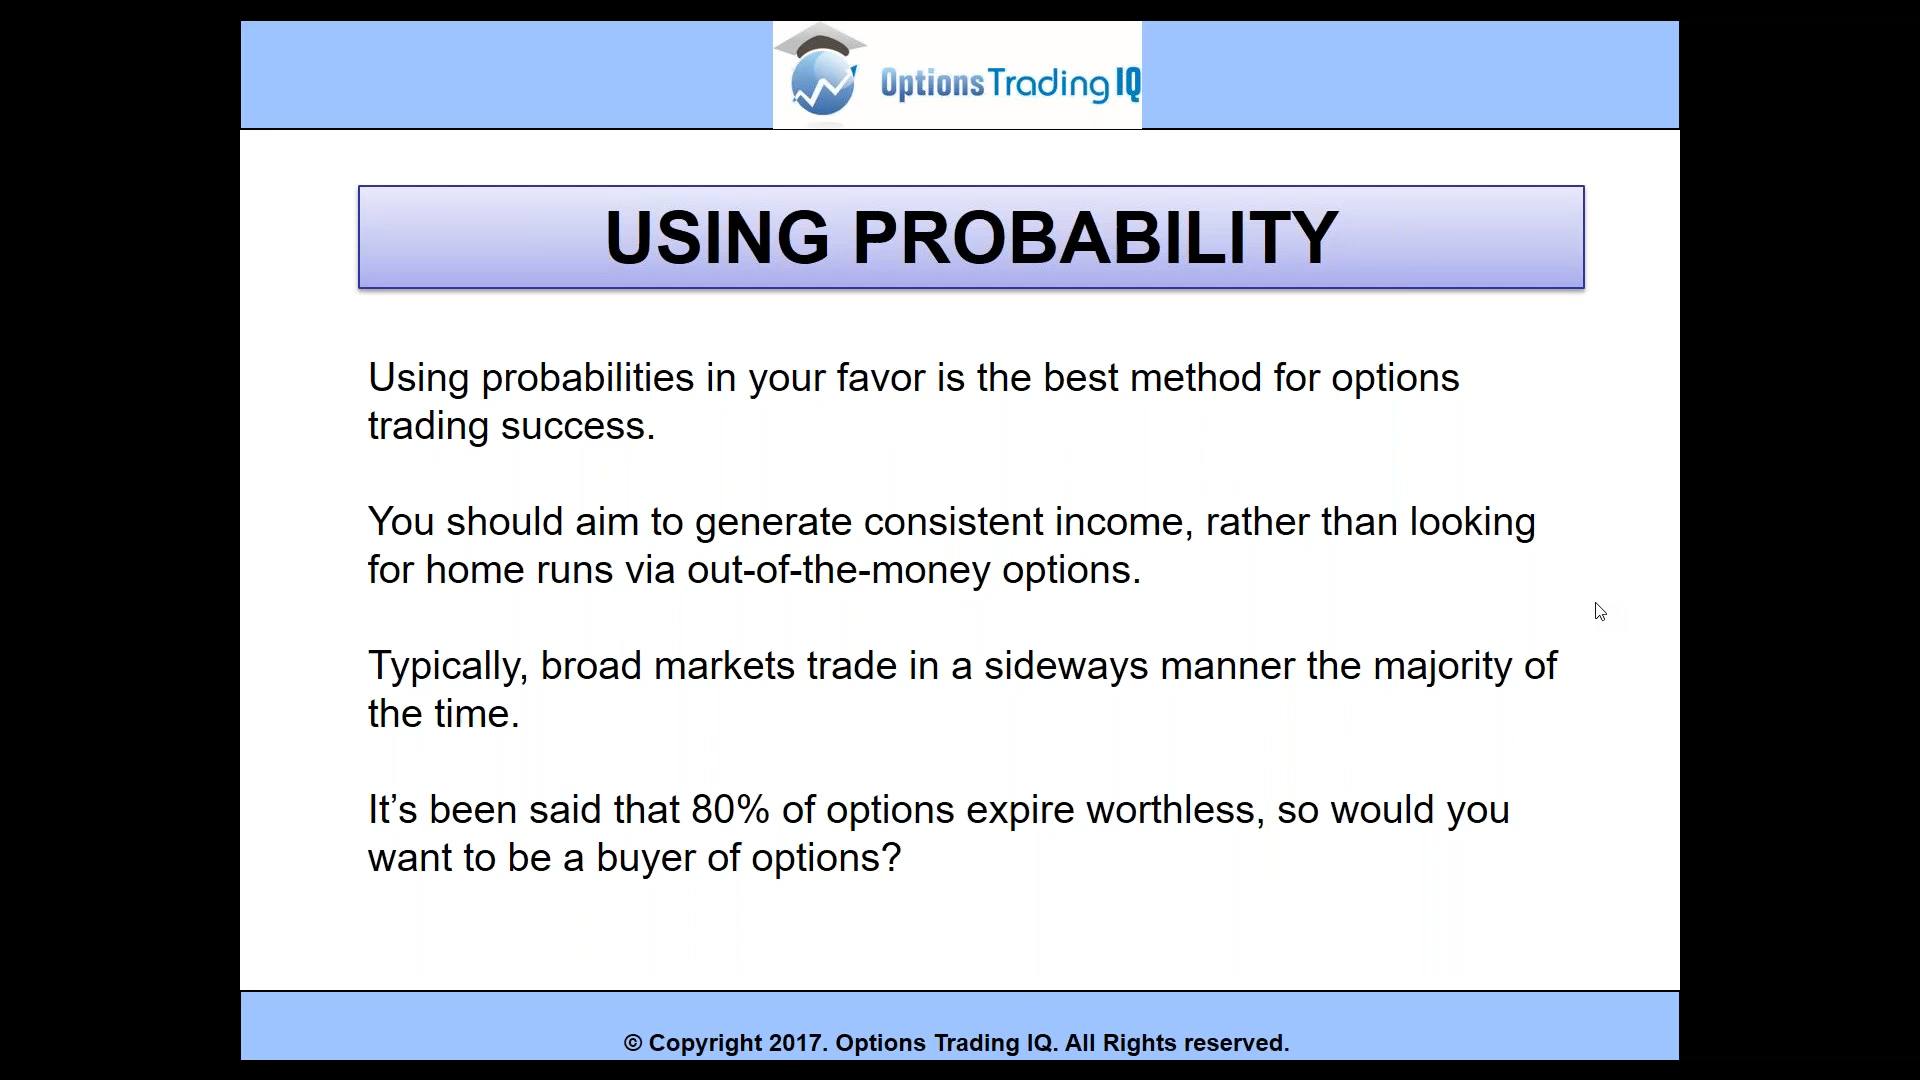 Options Trading IQ
USING PROBABILITY
Using probabilities in your favor is the best method for options
trading success.
You should aim to generate consistent income, rather than looking
for home runs via out-of-the-money options.
Typically, broad markets trade in a sideways manner the majority of
the time.
It’s been said that 80% of options expire worthless, so would you
want to be a buyer of options?
© Copyright 2017. Options Trading IQ. All Rights reserved.